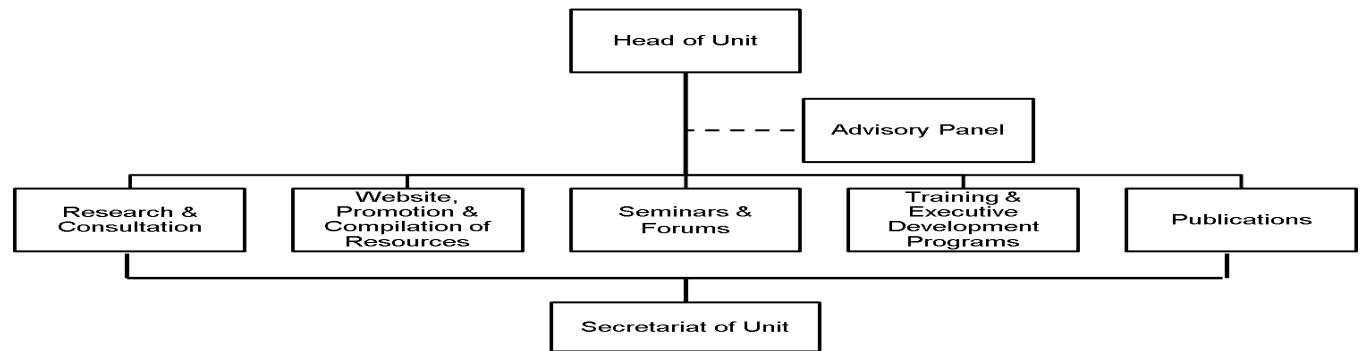 Head of Unit
Advisory Panel
Research &
Consultation
Website,
Promotion &
Compilation of
Resources
Seminars &
Forums
Training &
Executive
Development
Programs
Publications
Secretariat of Unit